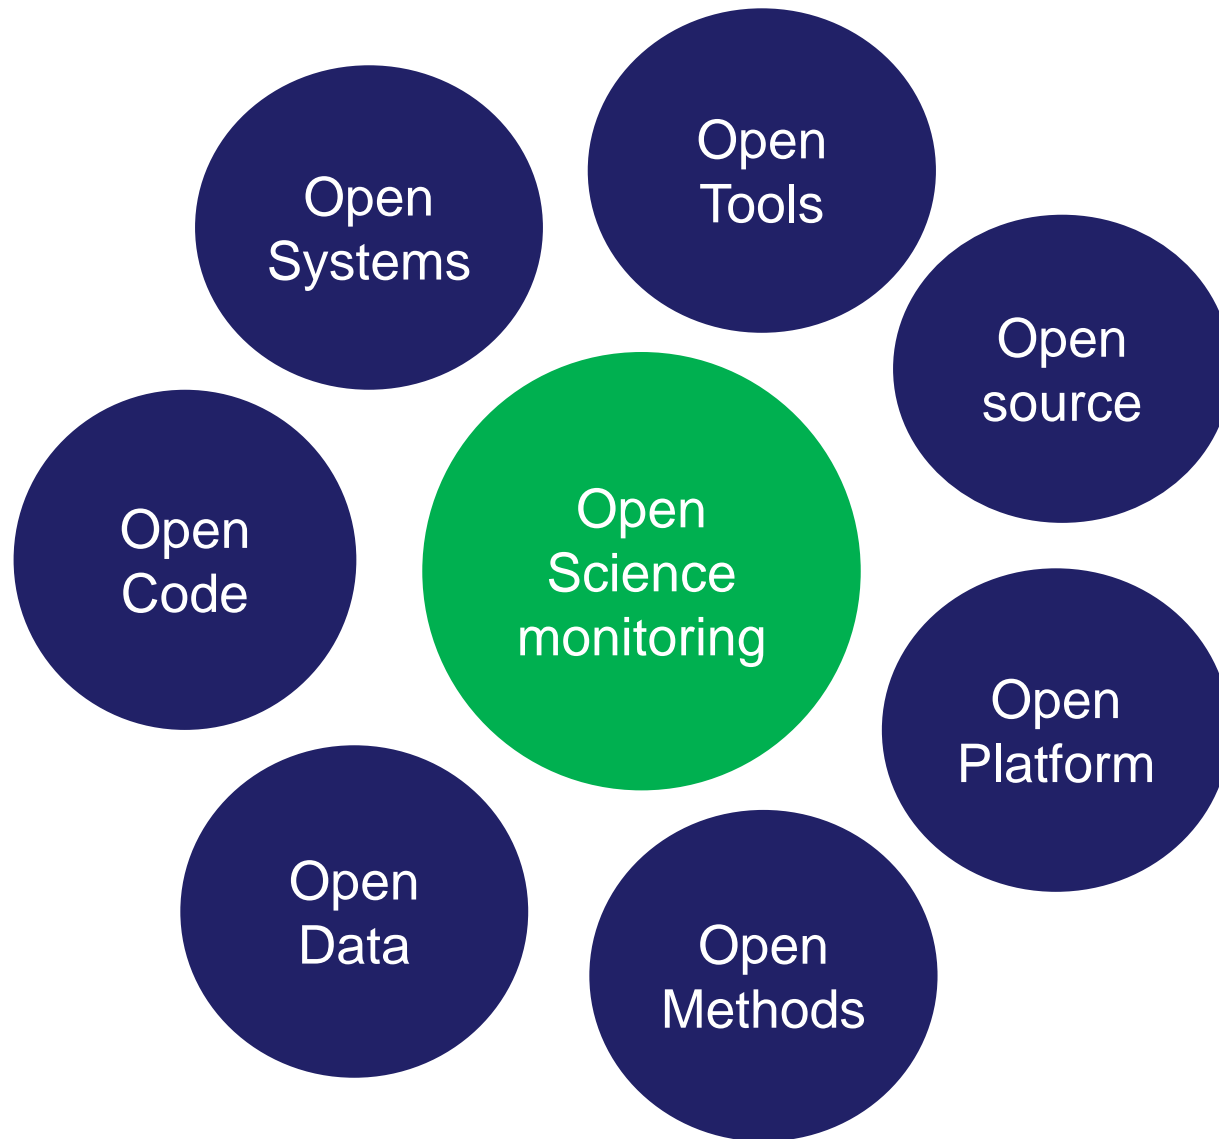 Open
Tools
Open
Systems
Open
source
Open
Science
monitoring
Open
Code
Open
Platform
Open
Data
Open
Methods